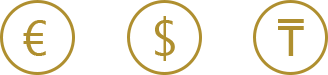 € $ ₸